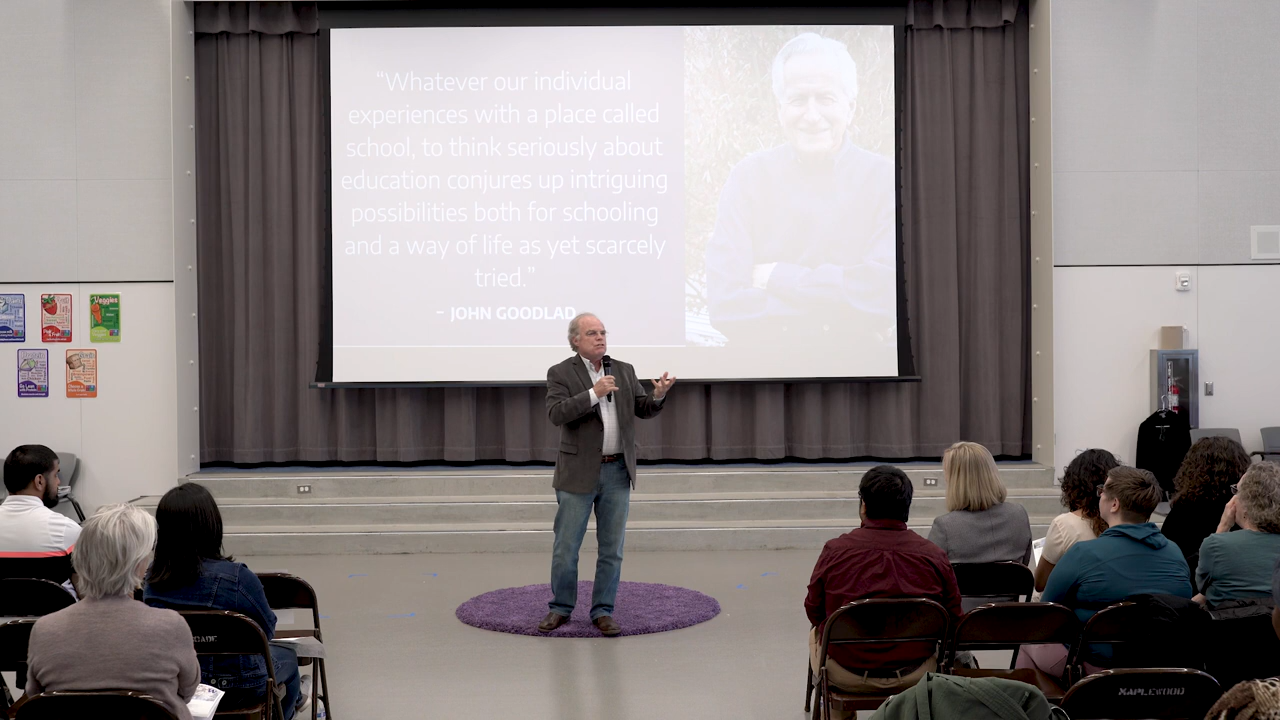 “Whatever our individual
experiences with a place called
school, to think seriously about
education conjures up intriguing
possibilities both for schooling
and a way of life as yet scarcely
tried.”
- JOHN GOODLAD
Veggies
MAPLEWOOD